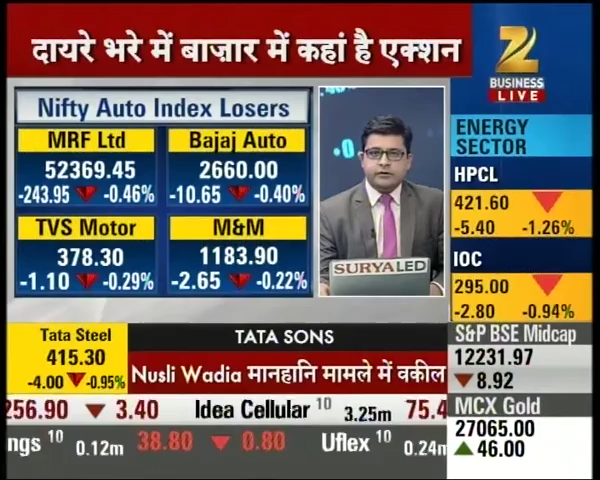 दायरे भरे में बाज़ार में कहां है एक्शन
Z
BUSINESS
LIVE
Nifty Auto Index Losers
MRF Ltd
52369.45
-243.95 -0.46%
Bajaj Auto
2660.00
-10.65 -0.40%
TVS Motor
378.30
-1.10 -0.29%
M&M
1183.90
-2.65 -0.22%
SURYA LED
ENERGY
SECTOR
HPCL
421.60
-5.40 -1.26%
IOC
295.00
-2.80 -0.94%
Tata Steel
415.30
-4.00 -0.95%
TATA SONS
Nusli Wadia मानहानि मामले में वकील
S&P BSE Midcap
12231.97
8.92
256.90 3.40 Idea Cellular 10 3.25m 75.4
MCX Gold
27065.00
46.00
ngs 10 0.12m 38.80 0.80 Uflex 10 0.24m